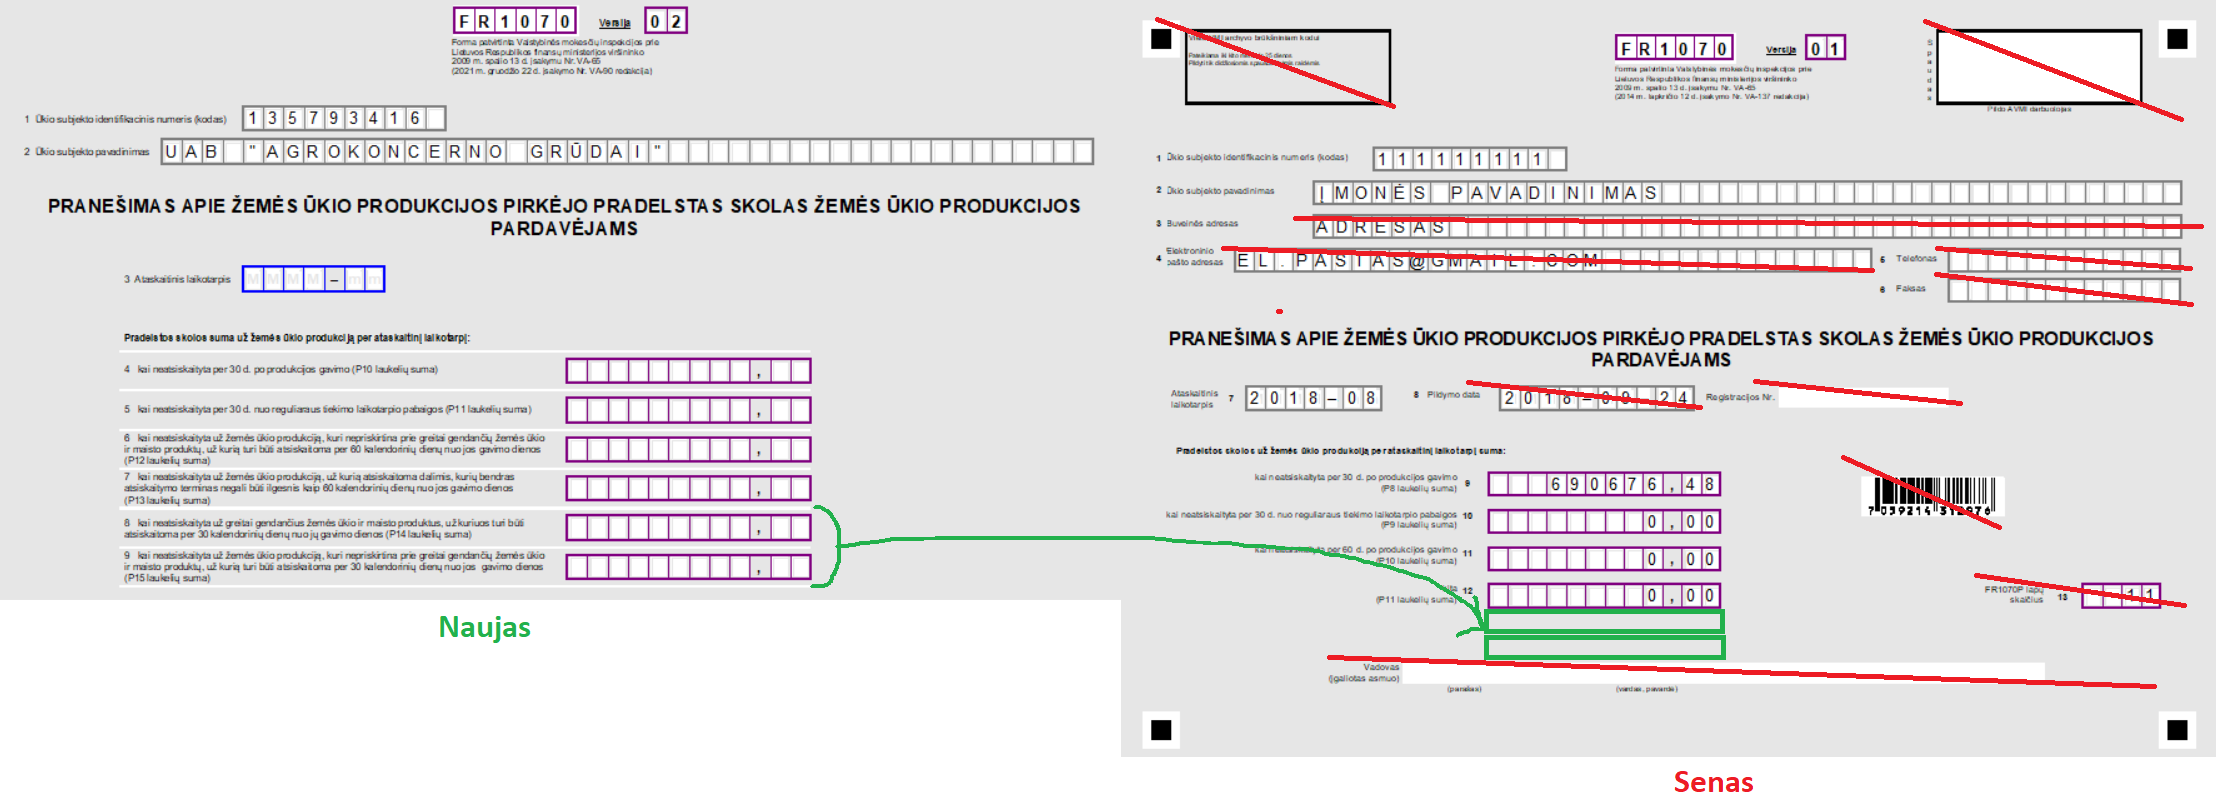 FR1070 Versija 02
Forma patvirtinta Valstybinės mokesčių inspekcijos prie
Lietuvos Respublikos finansų ministerijos viršininko
2009 m. spalio 13 d. įsakymu Nr. VA-65
(2021 m. gruodžio 22 d. įsakymo Nr. VA-90 redakcija)
1 Ūkio subjekto identifikacinis numeris (kodas) 135793416
2 Ūkio subjekto pavadinimas UAB "AGROKONCERNO GRŪDAI"
PRANEŠIMAS APIE ŽEMĖS ŪKIO PRODUKCIJOS PIRKĖJO PRADELSTAS SKOLAS ŽEMĖS ŪKIO PRODUKCIJOS
PARDAVĖJAMS
3 Ataskaitinis laikotarpis MMMM–mm
Pradelstos skolos suma už žemės ūkio produkciją per ataskaitinį laikotarpį:
4 kai neatsiskaityta per 30 d. po produkcijos gavimo (P10 laukelių suma) ,
5 kai neatsiskaityta per 30 d. nuo reguliaraus tiekimo laikotarpio pabaigos (P11 laukelių suma) ,
6 kai neatsiskaityta už žemės ūkio produkciją, kuri nepriskirtina prie greitai gendančių žemės ūkio
ir maisto produktų, už kurią turi būti atsiskaitoma per 60 kalendorinių dienų nuo jos gavimo dienos
(P12 laukelių suma) ,
7 kai neatsiskaityta už žemės ūkio produkciją, už kurią atsiskaitoma dalimis, kurių bendras
atsiskaitymo terminas negali būti ilgesnis kaip 60 kalendorinių dienų nuo jos gavimo dienos
(P13 laukelių suma) ,
8 kai neatsiskaityta už greitai gendančius žemės ūkio ir maisto produktus, už kuriuos turi būti
atsiskaitoma per 30 kalendorinių dienų nuo jų gavimo dienos (P14 laukelių suma) ,
9 kai neatsiskaityta už žemės ūkio produkciją, kuri nepriskirtina prie greitai gendančių žemės ūkio
ir maisto produktų, už kurią turi būti atsiskaitoma per 30 kalendorinių dienų nuo jos gavimo dienos
(P15 laukelių suma) ,
Naujas
archyvo brūkšniniam kodui
25 dienos
FR1070 Versija 01
Forma patvirtinta Valstybinės mokesčių inspekcijos prie
Lietuvos Respublikos finansų ministerijos viršininko
2009 m. spalio 13 d. įsakymu Nr. VA-65
(2014 m. lapkričio 12 d. įsakymo Nr. VA-137 redakcija)
Spaudas
Pildo AVMI darbuotojas
1 Ūkio subjekto identifikacinis numeris (kodas) 111111111
2 Ūkio subjekto pavadinimas ĮMONĖS PAVADINIMAS
3 Buveinės adresas ADRESAS
4 Elektroninio
pašto adresas EL.PASTAS@GMAIL.COM
5 Telefonas
6 Faksas
PRANEŠIMAS APIE ŽEMĖS ŪKIO PRODUKCIJOS PIRKĖJO PRADELSTAS SKOLAS ŽEMĖS ŪKIO PRODUKCIJOS
PARDAVĖJAMS
Ataskaitinis
laikotarpis 7 2018–08
8 Pildymo data 2018–09 24
Registracijos Nr.
Pradelstos skolos už žemės ūkio produkciją per ataskaitinį laikotarpį suma:
kai neatsiskaityta per 30 d. po produkcijos gavimo
(P8 laukelių suma) 9 690676,48
kai neatsiskaityta per 30 d. nuo reguliaraus tiekimo laikotarpio pabaigos
(P9 laukelių suma) 10 0,00
kai neatsiskaityta per 60 d. po produkcijos gavimo
(P10 laukelių suma) 11 0,00
12 0,00
(P11 laukelių suma)
FR1070P lapų
skaičius 13 11
Vadovas
(įgaliotas asmuo)
(parašas) (vardas, pavardė)
Senas